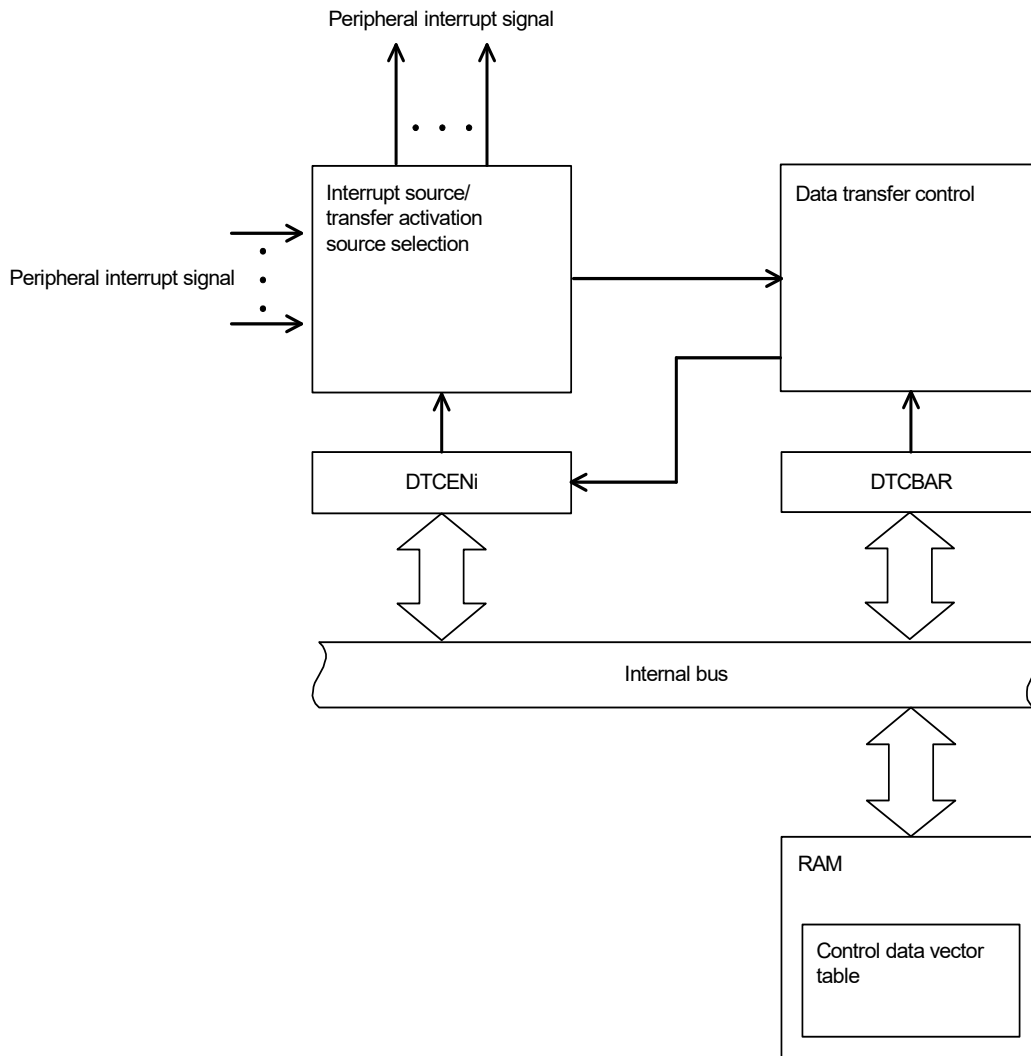 Peripheral interrupt signal
Interrupt source/
transfer activation
source selection
Data transfer control
Peripheral interrupt signal
DTCENi
DTCBAR
Internal bus
RAM
Control data vector
table